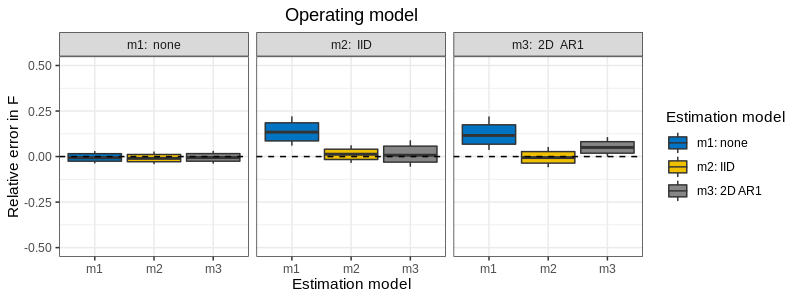 Operating model
m1: none
m2: IID
m3: 2D AR1
Relative error in F
0.50
0.25
0.00
-0.25
-0.50
m1 m2 m3
m1 m2 m3
m1 m2 m3
Estimation model
Estimation model
m1: none
m2: IID
m3: 2D AR1